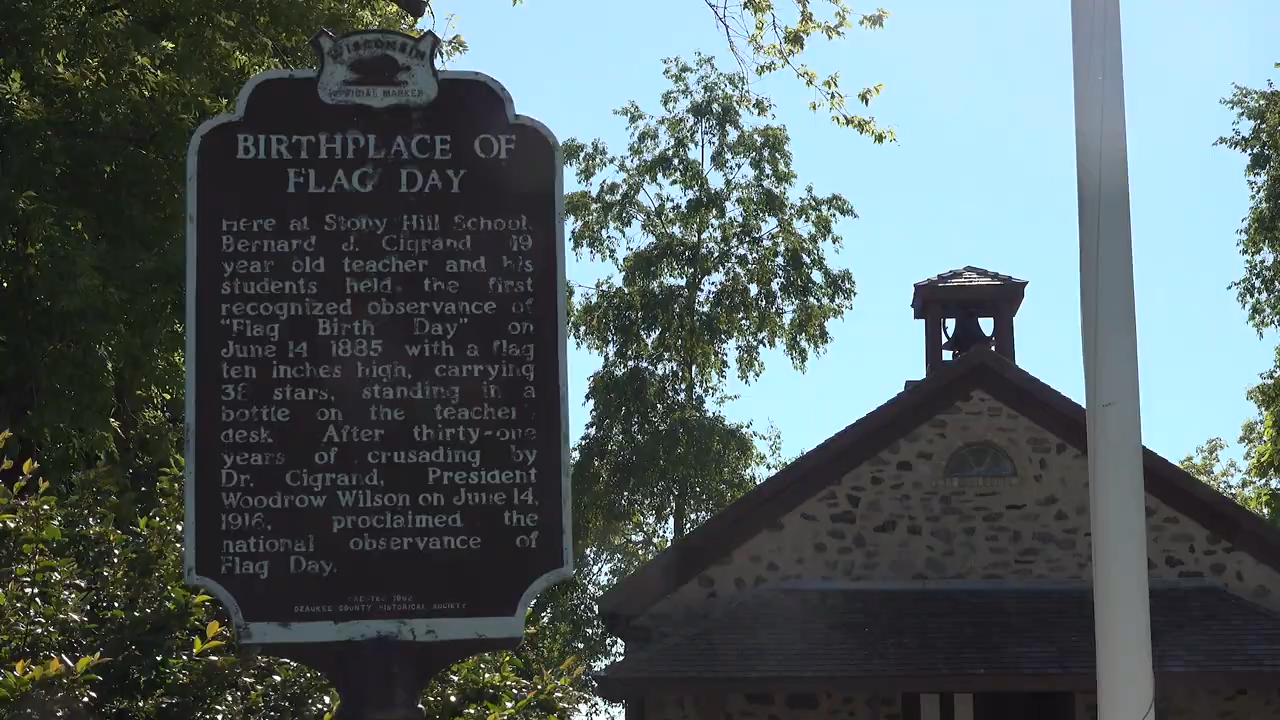 WISCONSIN
OFFICIAL MARKER
BIRTHPLACE OF
FLAG DAY
Here at Stony Hill School,
Bernard J. Cigrand 19
year old teacher and his
students held the first
recognized observance of
"Flag Birth Day" on
June 14 1885 with a flag
ten inches high, carrying
38 stars, standing in a
bottle on the teacher's
desk After thirty-one
years of crusading by
Dr. Cigrand, President
Woodrow Wilson on June 14,
1916, proclaimed the
national observance of
Flag Day.
OZAUKEE COUNTY HISTORICAL SOCIETY